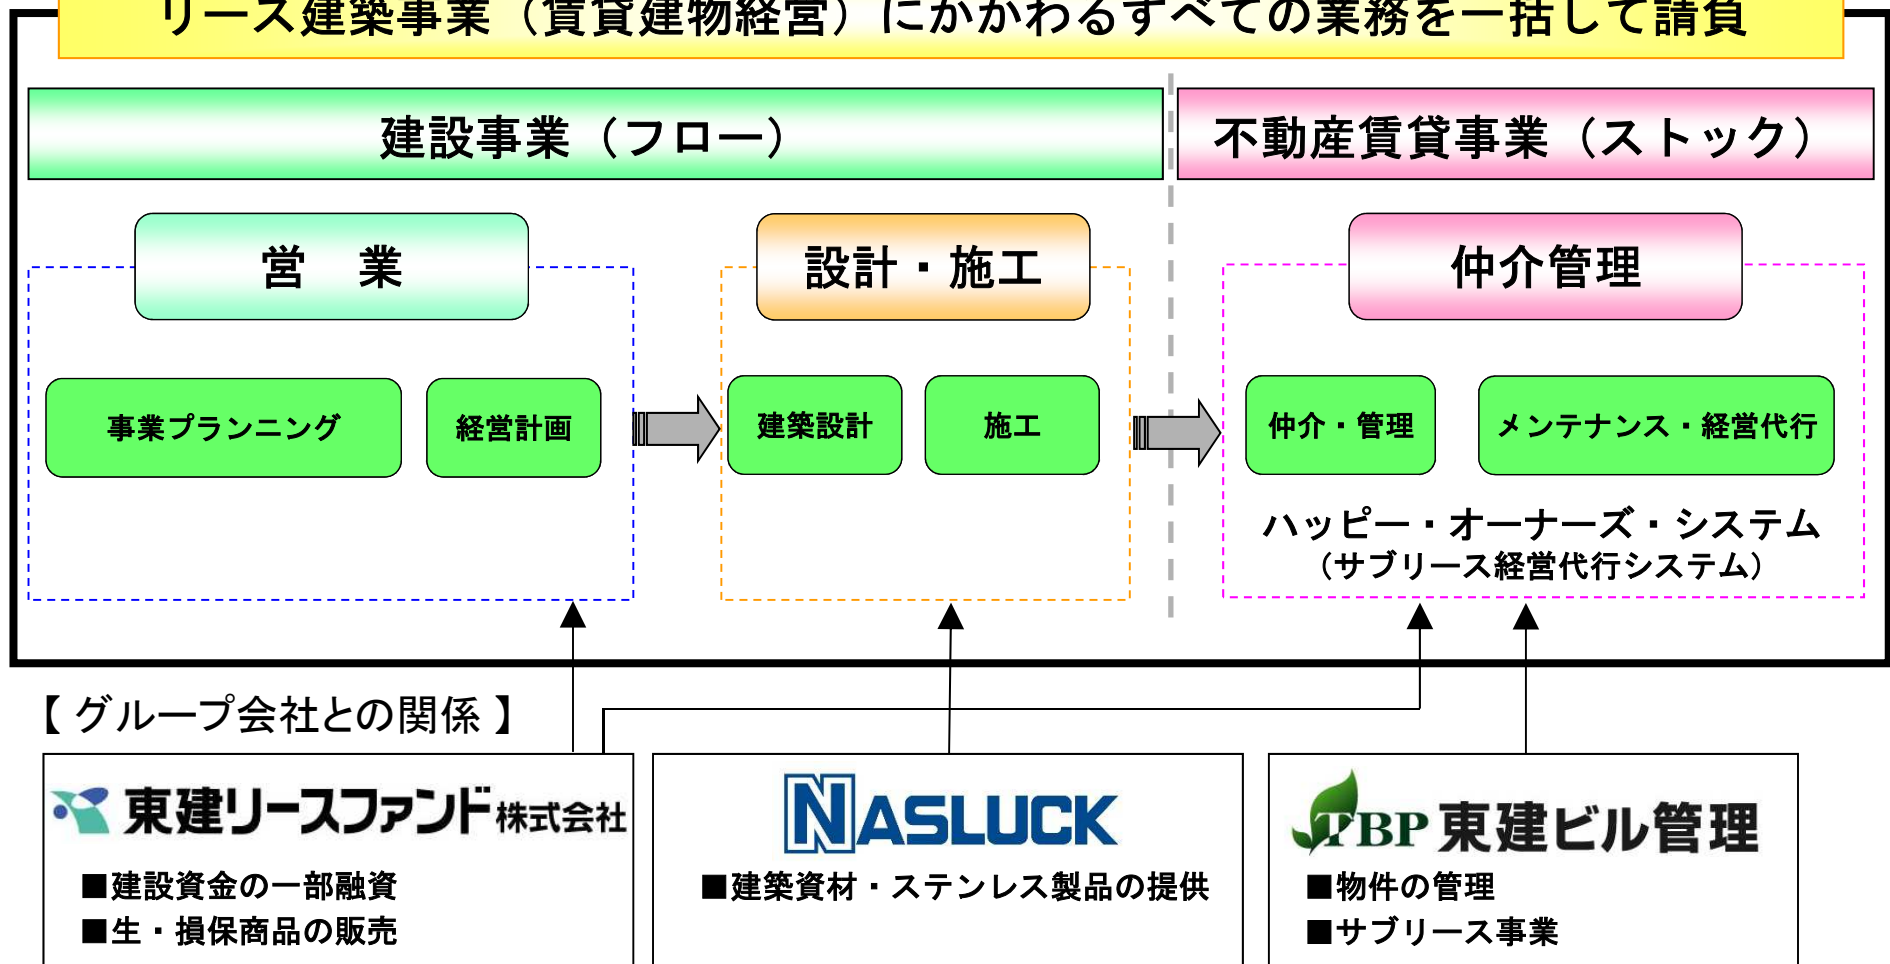 リース建築事業（賃貸建物経営）にかかわるすべての業務を一括して請負
建設事業（フロー）
不動産賃貸事業（ストック）
営　業
設計・施工
仲介管理
事業プランニング
経営計画
建築設計
施工
仲介・管理
メンテナンス・経営代行
ハッピー・オーナーズ・システム
（サブリース経営代行システム）
【 グループ会社との関係 】
東建リースファンド株式会社
■建設資金の一部融資
■生・損保商品の販売
NASLUCK
■建築資材・ステンレス製品の提供
TBP 東建ビル管理
■物件の管理
■サブリース事業